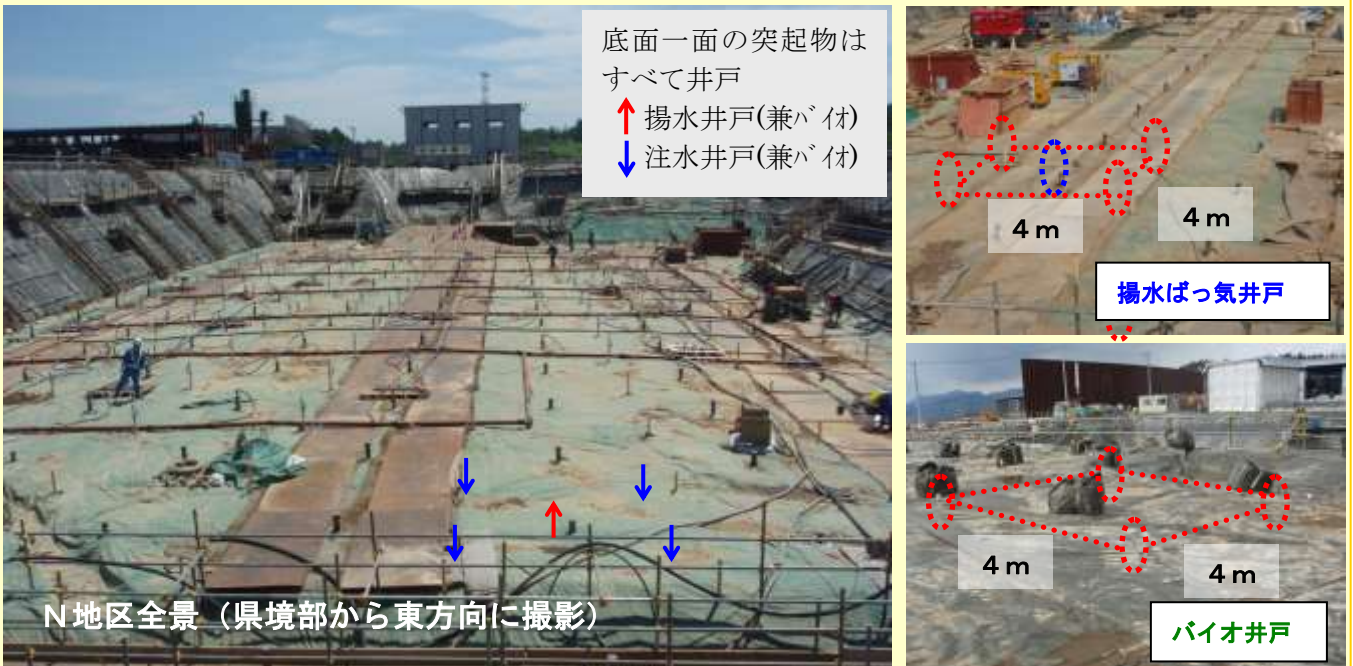 底面一面の突起物は
すべて井戸
揚水井戸(兼ﾊﾞｲｵ)
注水井戸(兼ﾊﾞｲｵ)
N地区全景（県境部から東方向に撮影）
4ｍ
4ｍ
揚水ばっ気井戸
4ｍ
4ｍ
バイオ井戸